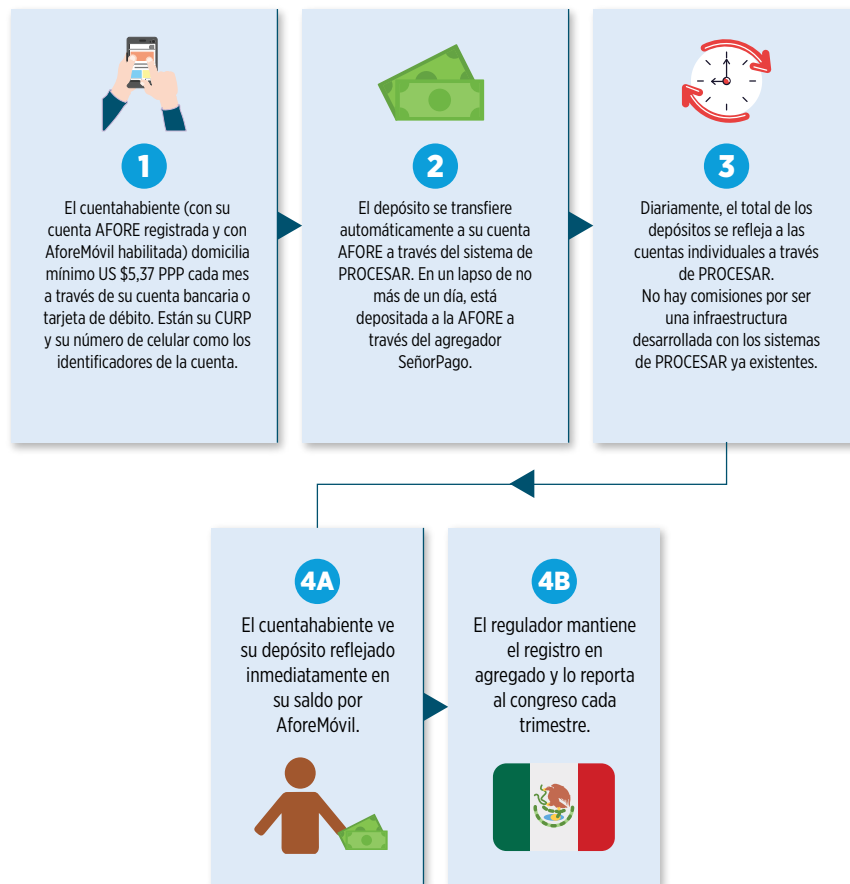 1
El cuentahabiente (con su
cuenta AFORE registrada y con
AforeMóvil habilitada) domicilia
mínimo US $5,37 PPP cada mes
a través de su cuenta bancaria o
tarjeta de débito. Están su CURP
y su número de celular como los
identificadores de la cuenta.
2
El depósito se transfiere
automáticamente a su cuenta
AFORE a través del sistema de
PROCESAR. En un lapso de no
más de un día, está
depositada a la AFORE a
través del agregador
SeñorPago.
3
Diariamente, el total de los
depósitos se refleja a las
cuentas individuales a través
de PROCESAR.
No hay comisiones por ser
una infraestructura
desarrollada con los sistemas
de PROCESAR ya existentes.
4A
El cuentahabiente ve
su depósito reflejado
inmediatamente en
su saldo por
AforeMóvil.
4B
El regulador mantiene
el registro en
agregado y lo reporta
al congreso cada
trimestre.